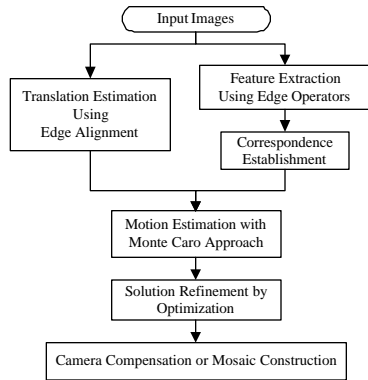 Input Images
Translation Estimation
Using
Edge Alignment
Feature Extraction
Using Edge Operators
Correspondence
Establishment
Motion Estimation with
Monte Caro Approach
Solution Refinement by
Optimization
Camera Compensation or Mosaic Construction